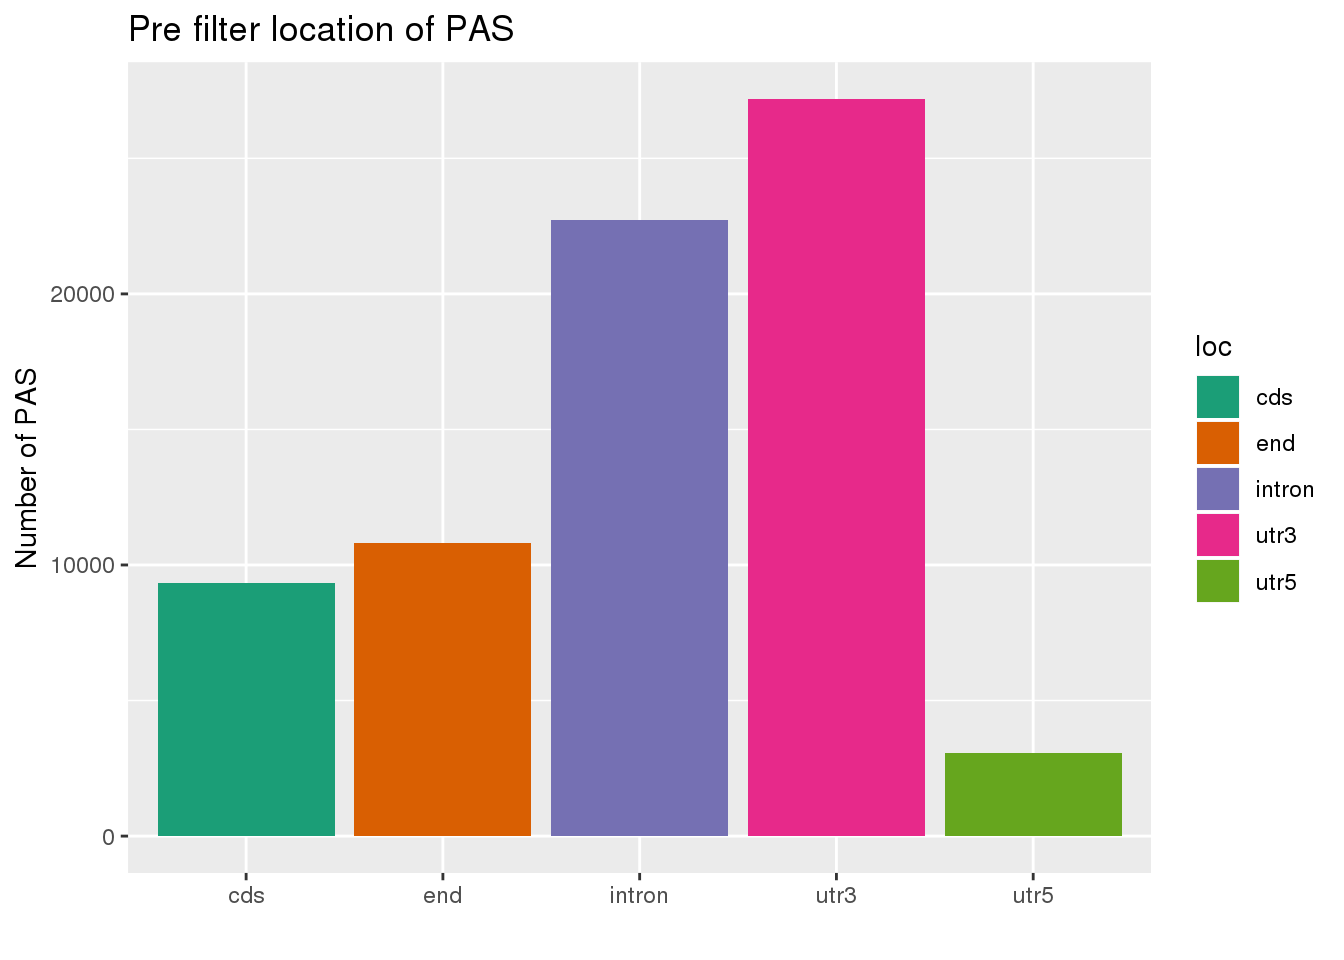 Pre filter location of PAS
Number of PAS
20000
10000
0
cds
end
intron
utr3
utr5
loc
cds
end
intron
utr3
utr5